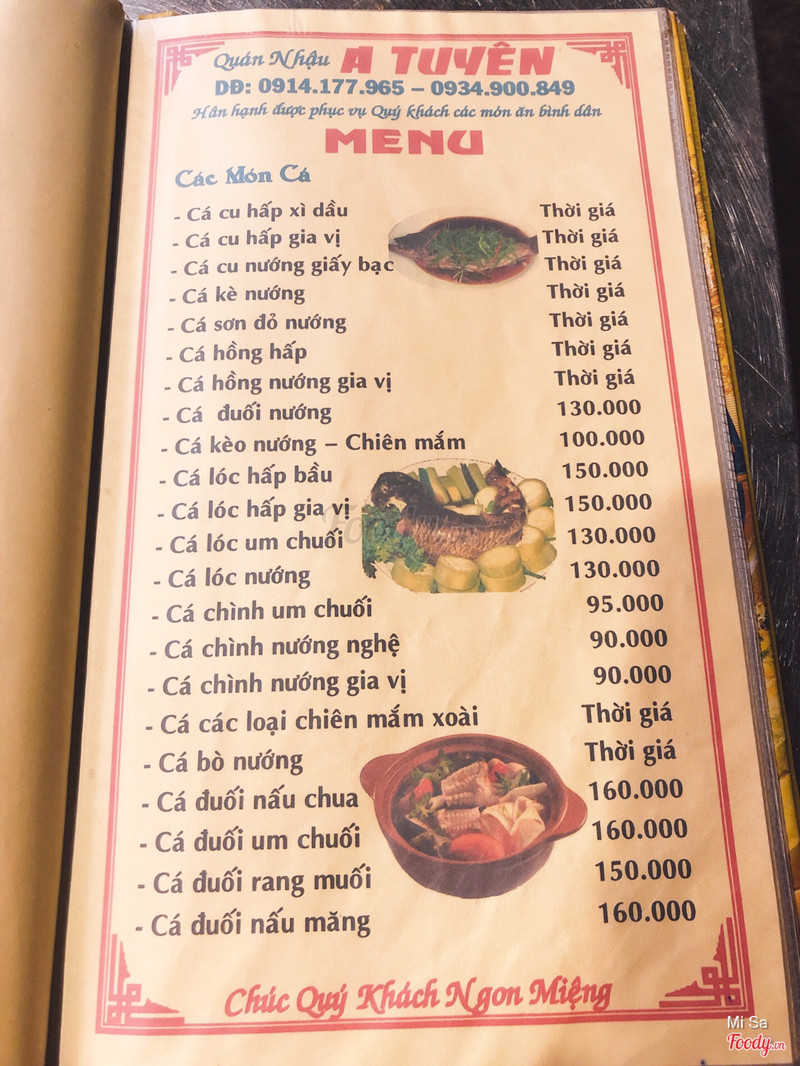 Quán Nhậu A TUYÊN
DĐ: 0914.177.965 – 0934.900.849
Hân hạnh được phục vụ Quý khách các món ăn bình dân
MENU
Các Món Cá
- Cá cu hấp xì dầu Thời giá
- Cá cu hấp gia vị Thời giá
- Cá cu nướng giấy bạc Thời giá
- Cá kè nướng Thời giá
- Cá sơn đỏ nướng Thời giá
- Cá hồng hấp Thời giá
- Cá hồng nướng gia vị Thời giá
- Cá đuối nướng 130.000
- Cá kèo nướng – Chiên mắm 100.000
- Cá lóc hấp bầu 150.000
- Cá lóc hấp gia vị 150.000
- Cá lóc um chuối 130.000
- Cá lóc nướng 130.000
- Cá chình um chuối 95.000
- Cá chình nướng nghệ 90.000
- Cá chình nướng gia vị 90.000
- Cá các loại chiên mắm xoài Thời giá
- Cá bò nướng Thời giá
- Cá đuối nấu chua 160.000
- Cá đuối um chuối 160.000
- Cá đuối rang muối 150.000
- Cá đuối nấu măng 160.000
Chúc Quý Khách Ngon Miệng
Mi Sa
Foody.vn